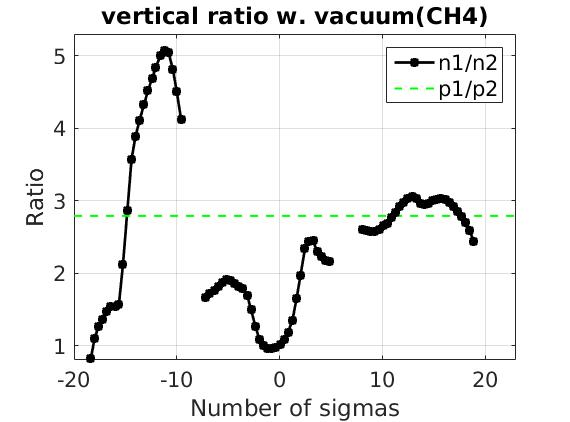 vertical ratio w. vacuum(CH4)
n1/n2
p1/p2
5
4
3
2
1
Ratio
-20 -10 0 10 20
Number of sigmas